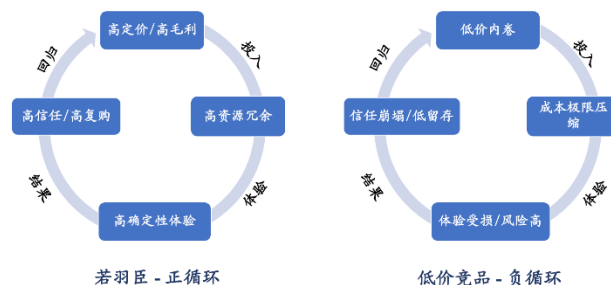 高定价/高毛利
投入
高资源冗余
体验
高确定性体验
结果
高信任/高复购
回归
若羽臣-正循环
低价内卷
投入
成本极限压
缩
体验
体验受损/风险高
结果
信任崩塌/低留存
回归
低价竞品-负循环